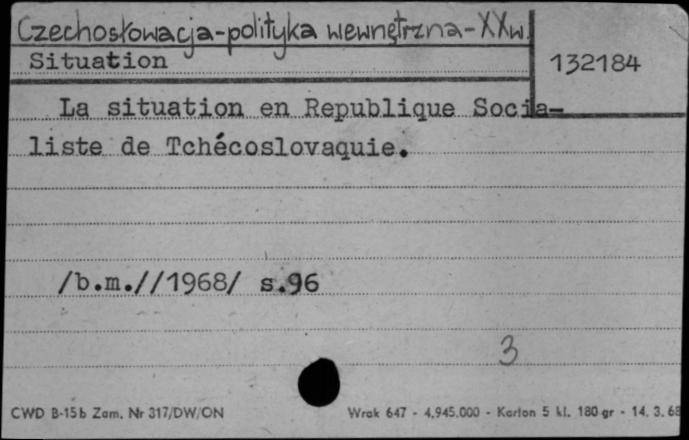 Czechosłowacja-polityka wewnętrzna-XXw.
Situation
132184
La situation en Republique Socia-
liste de Tchécoslovaquie.
/b.m.//1968/ s.96
3
CWD B-15b Zam. Nr 317/DW/ON
Wrak 647 - 4.945.000 - Karton 5 kl. 180 gr - 14. 3. 68